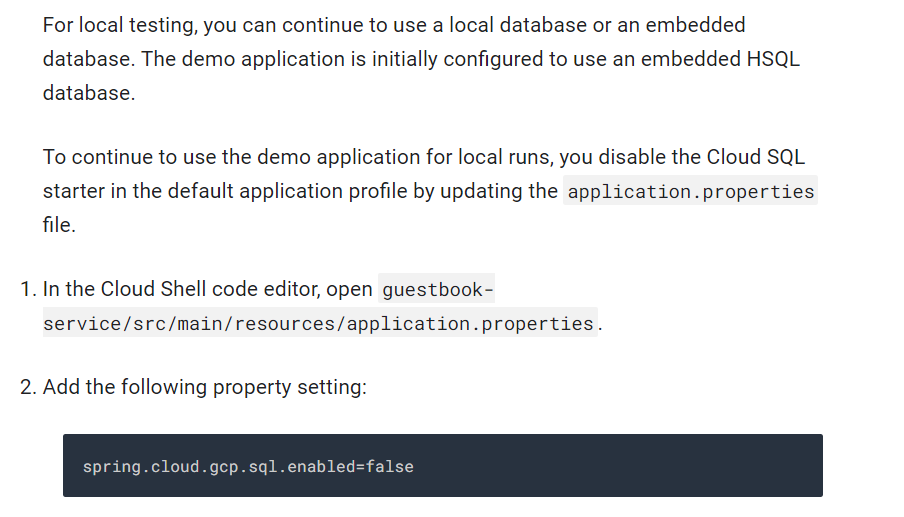 For local testing, you can continue to use a local database or an embedded
database. The demo application is initially configured to use an embedded HSQL
database.
To continue to use the demo application for local runs, you disable the Cloud SQL
starter in the default application profile by updating the application.properties
file.
1. In the Cloud Shell code editor, open guestbook-
service/src/main/resources/application.properties.
2. Add the following property setting:
spring.cloud.gcp.sql.enabled=false